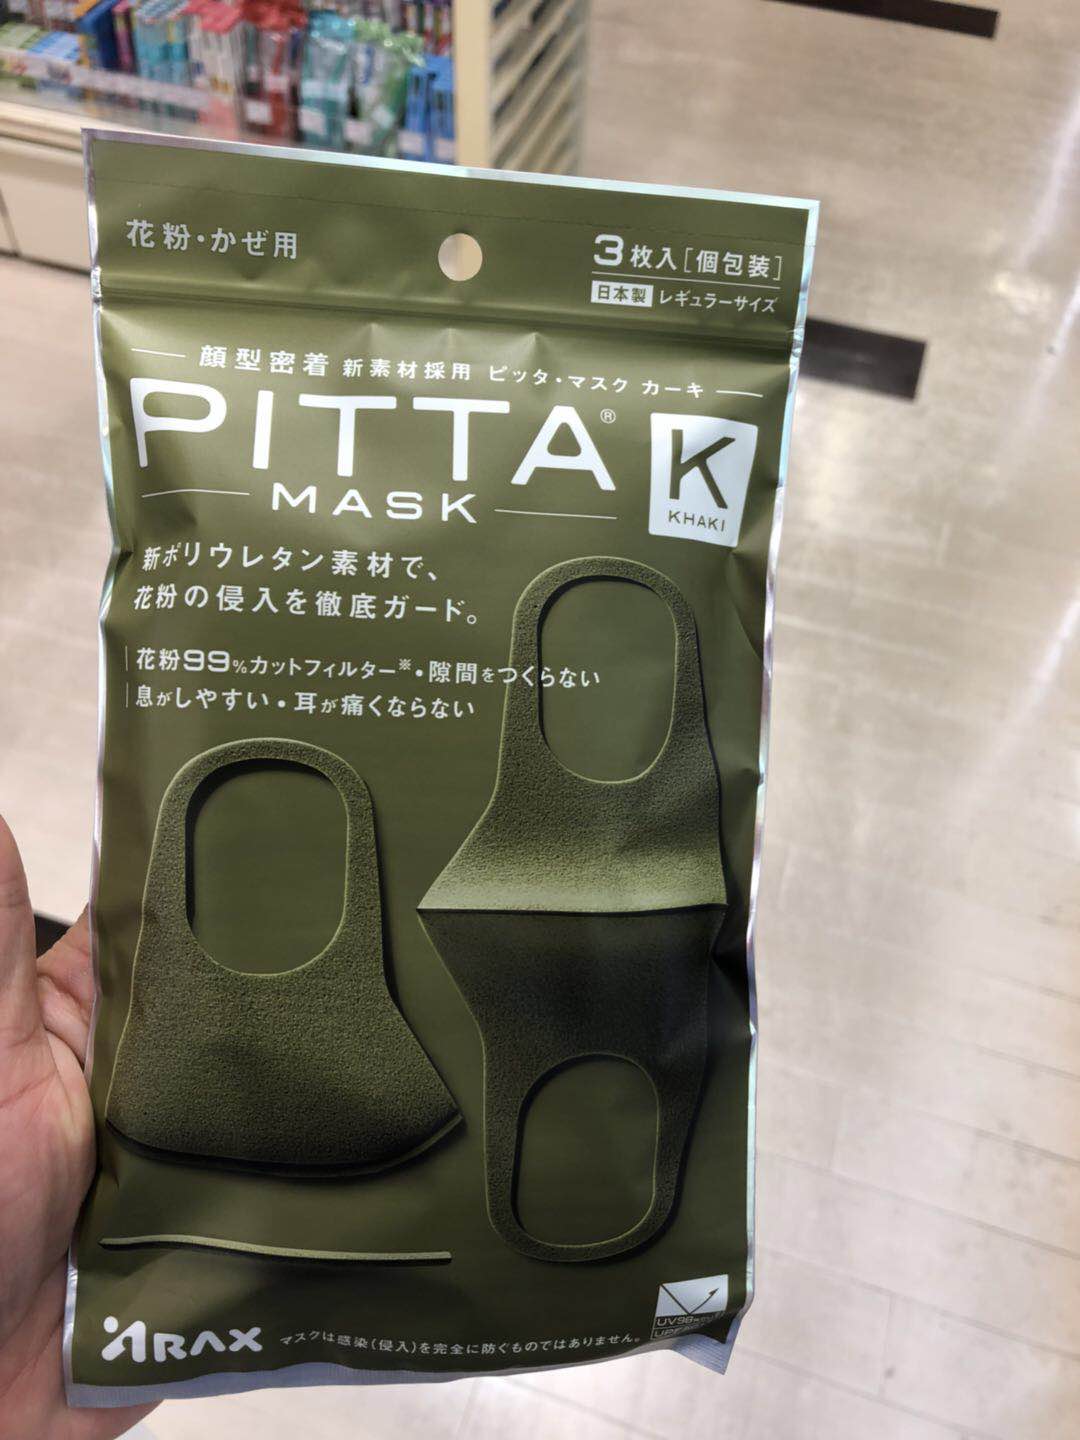 花粉・かぜ用
3枚入[個包装]
日本製 レギュラーサイズ
顔型密着 新素材採用 ピッタ・マスク カーキ
PITTA®
MASK
K
KHAKI
新ポリウレタン素材で、
花粉の侵入を徹底ガード。
花粉99%カットフィルター※・隙間をつくらない
息がしやすい・耳が痛くならない
ARAX
マスクは感染(侵入)を完全に防ぐものではありません。
UV98